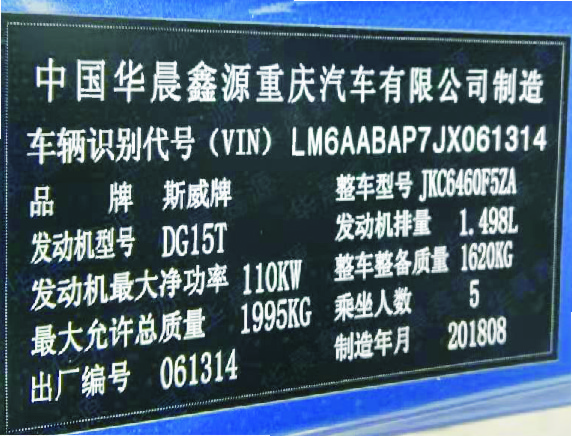 中国华晨鑫源重庆汽车有限公司制造
车辆识别代号（VIN）LM6AABAP7JX061314
品 牌 斯威牌 整车型号 JKC6460F5ZA
发动机型号 DG15T 发动机排量 1.498L
发动机最大净功率 110KW 整车整备质量 1620KG
最大允许总质量 1995KG 乘坐人数 5
出厂编号 061314 制造年月 201808